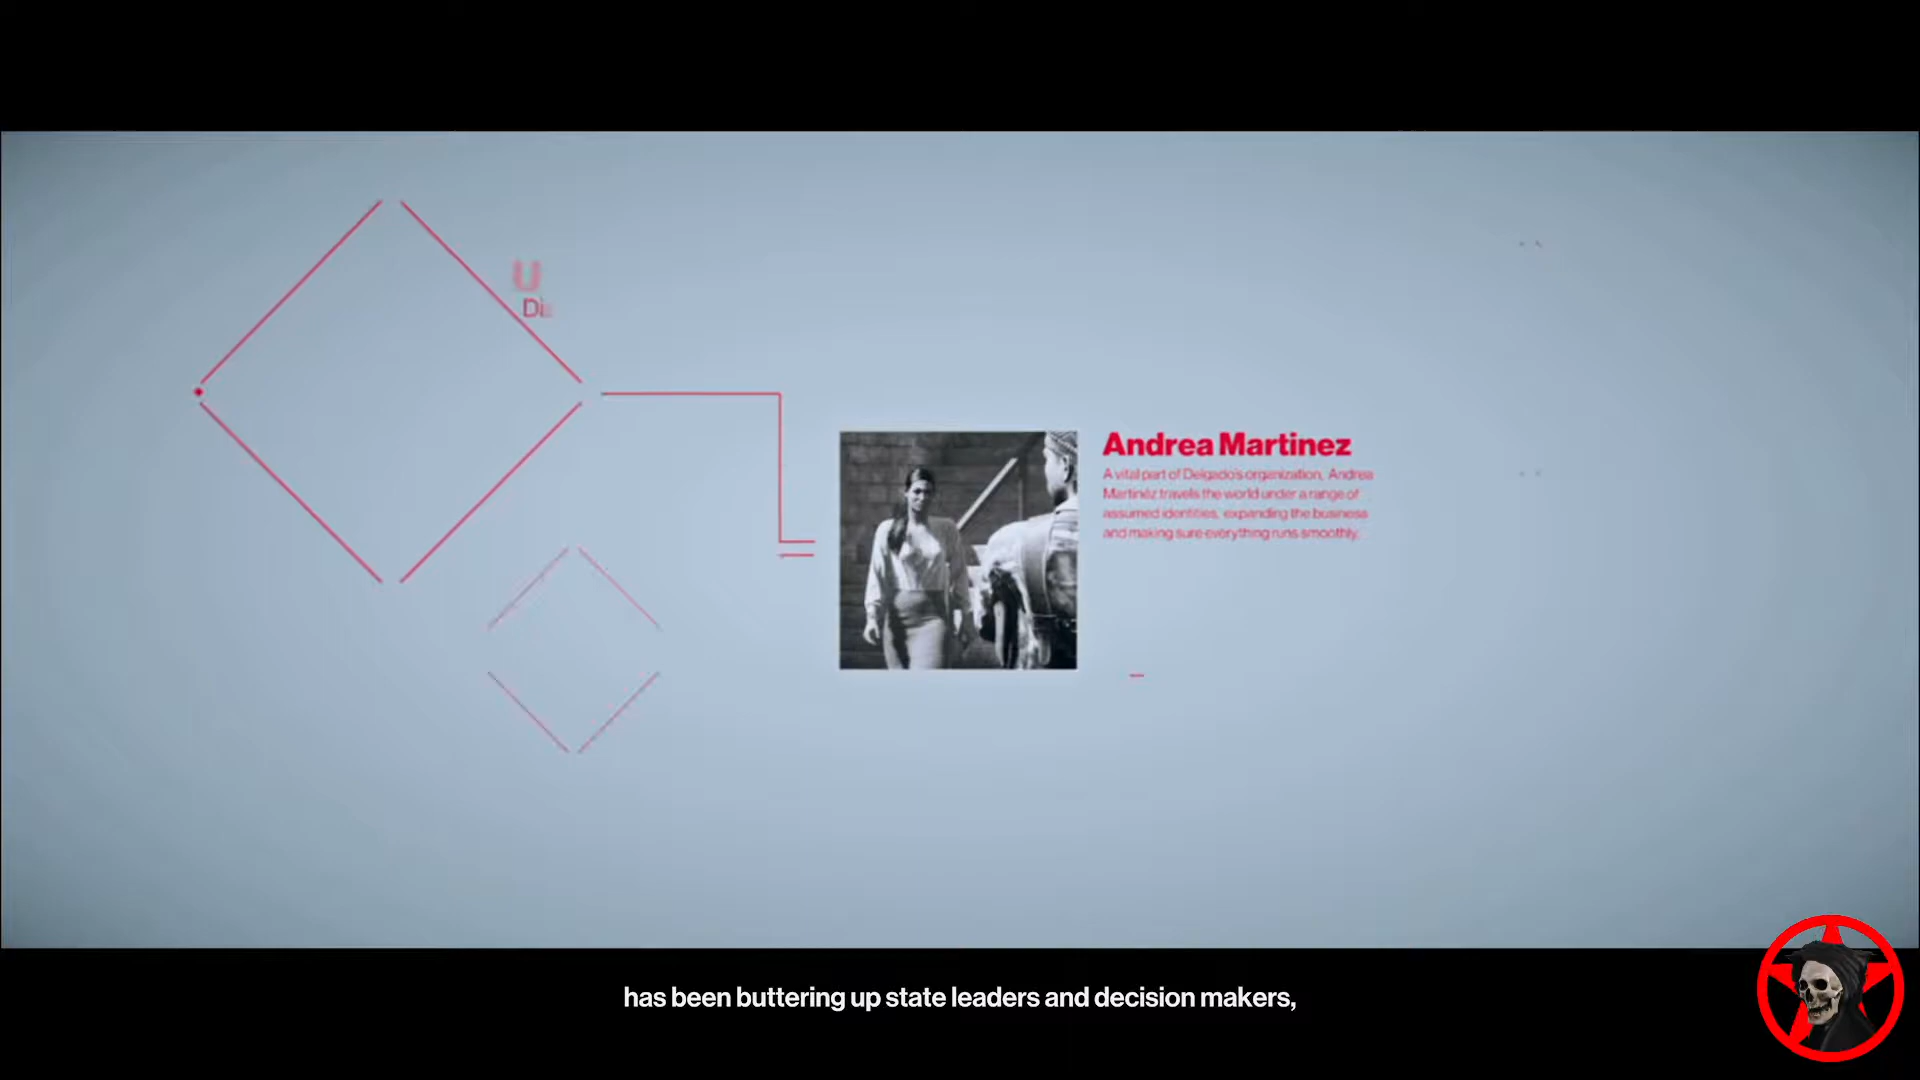 U
Di
Andrea Martinez
A vital part of Delgado's organization, Andrea
Martinez travels the world under a range of
assumed identities, expanding the business
and making sure everything runs smoothly.
has been buttering up state leaders and decision makers,